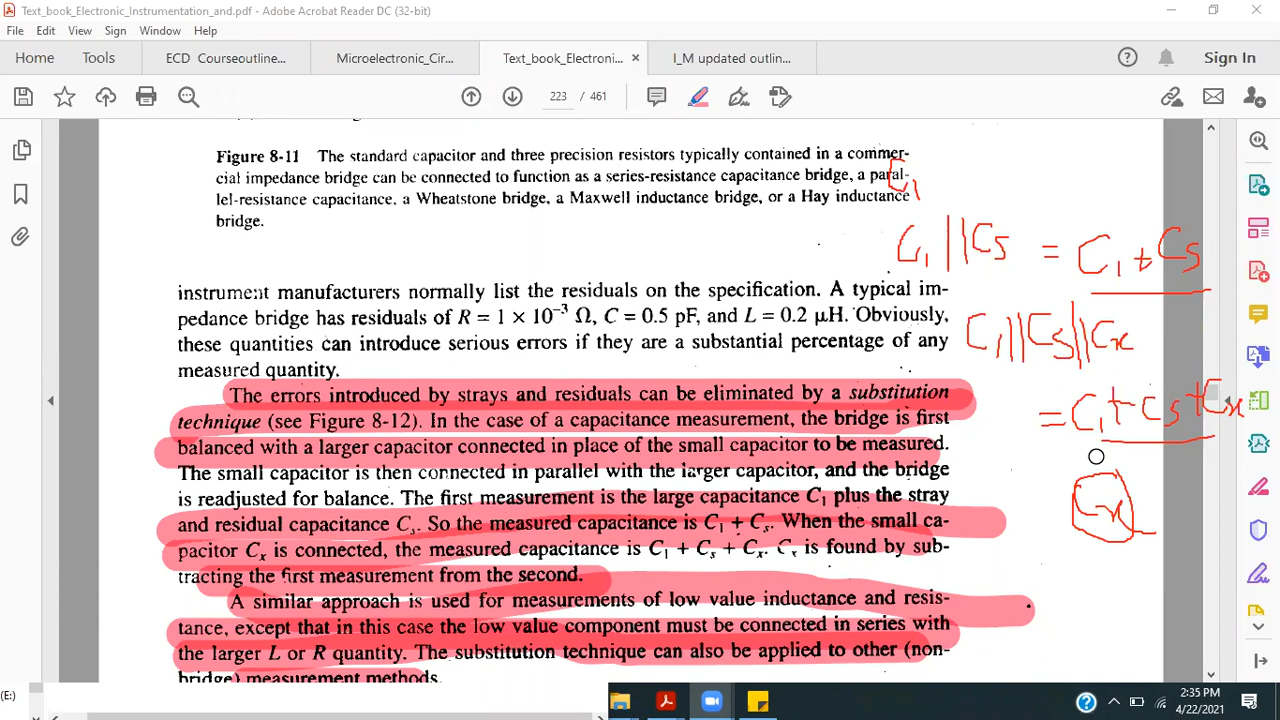 Text_book_Electronic_Instrumentation_and.pdf - Adobe Acrobat Reader DC (32-bit)
File Edit View Sign Window Help
Home Tools ECD Courseoutline... Microelectronic_Cir... Text_book_Electroni... × I_M updated outlin... Sign In
223 / 461
Figure 8-11 The standard capacitor and three precision resistors typically contained in a commer-
cial impedance bridge can be connected to function as a series-resistance capacitance bridge, a paral-
lel-resistance capacitance, a Wheatstone bridge, a Maxwell inductance bridge, or a Hay inductance
bridge.
C₁
C₁ || Cs = C₁ + Cs
instrument manufacturers normally list the residuals on the specification. A typical im-
pedance bridge has residuals of R = 1 × 10⁻³ Ω, C = 0.5 pF, and L = 0.2 μH. Obviously,
these quantities can introduce serious errors if they are a substantial percentage of any
measured quantity.
C₁ || Cs || Cx
= C₁ + Cs + Cx
Cx
The errors introduced by strays and residuals can be eliminated by a substitution
technique (see Figure 8-12). In the case of a capacitance measurement, the bridge is first
balanced with a larger capacitor connected in place of the small capacitor to be measured.
The small capacitor is then connected in parallel with the larger capacitor, and the bridge
is readjusted for balance. The first measurement is the large capacitance C₁ plus the stray
and residual capacitance Cₛ. So the measured capacitance is C₁ + Cₛ. When the small ca-
pacitor Cₓ is connected, the measured capacitance is C₁ + Cₛ + Cₓ. Cₓ is found by sub-
tracting the first measurement from the second.
A similar approach is used for measurements of low value inductance and resis-
tance, except that in this case the low value component must be connected in series with
the larger L or R quantity. The substitution technique can also be applied to other (non-
bridge) measurement methods.
(E:)
2:35 PM
4/22/2021